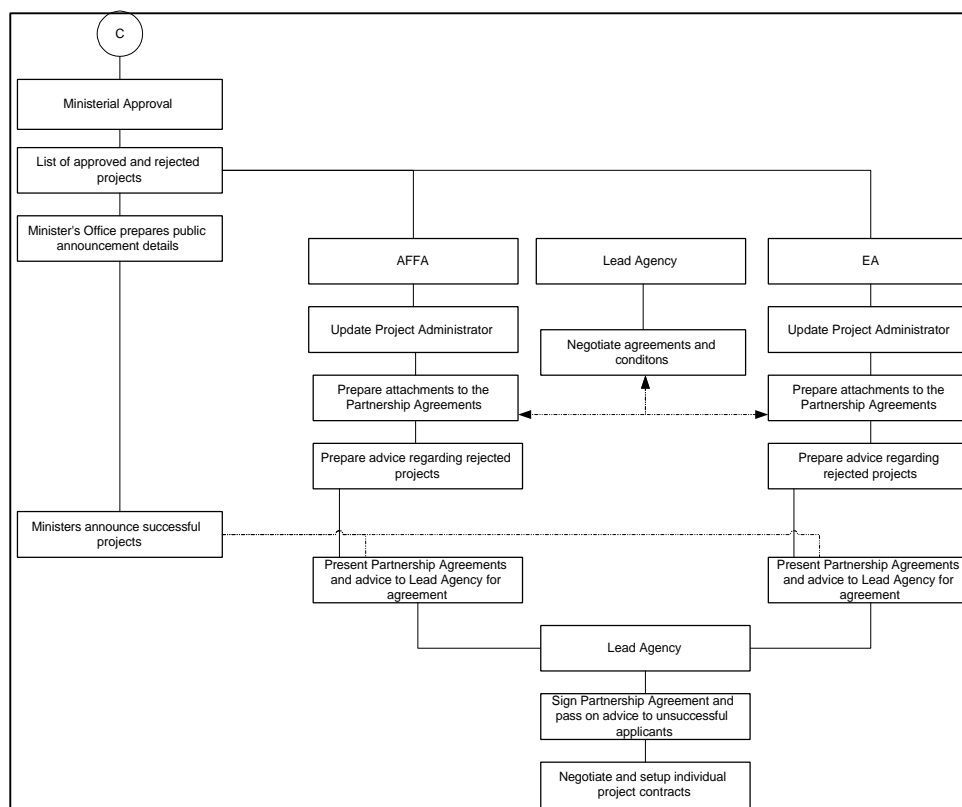 C
Ministerial Approval
List of approved and rejected
projects
Minister's Office prepares public
announcement details
AFFA
Lead Agency
EA
Update Project Administrator
Negotiate agreements and
conditons
Update Project Administrator
Prepare attachments to the
Partnership Agreements
Prepare attachments to the
Partnership Agreements
Prepare advice regarding rejected
projects
Prepare advice regarding
rejected projects
Ministers announce successful
projects
Present Partnership Agreements
and advice to Lead Agency for
agreement
Present Partnership Agreements
and advice to Lead Agency for
agreement
Lead Agency
Sign Partnership Agreement and
pass on advice to unsuccessful
applicants
Negotiate and setup individual
project contracts